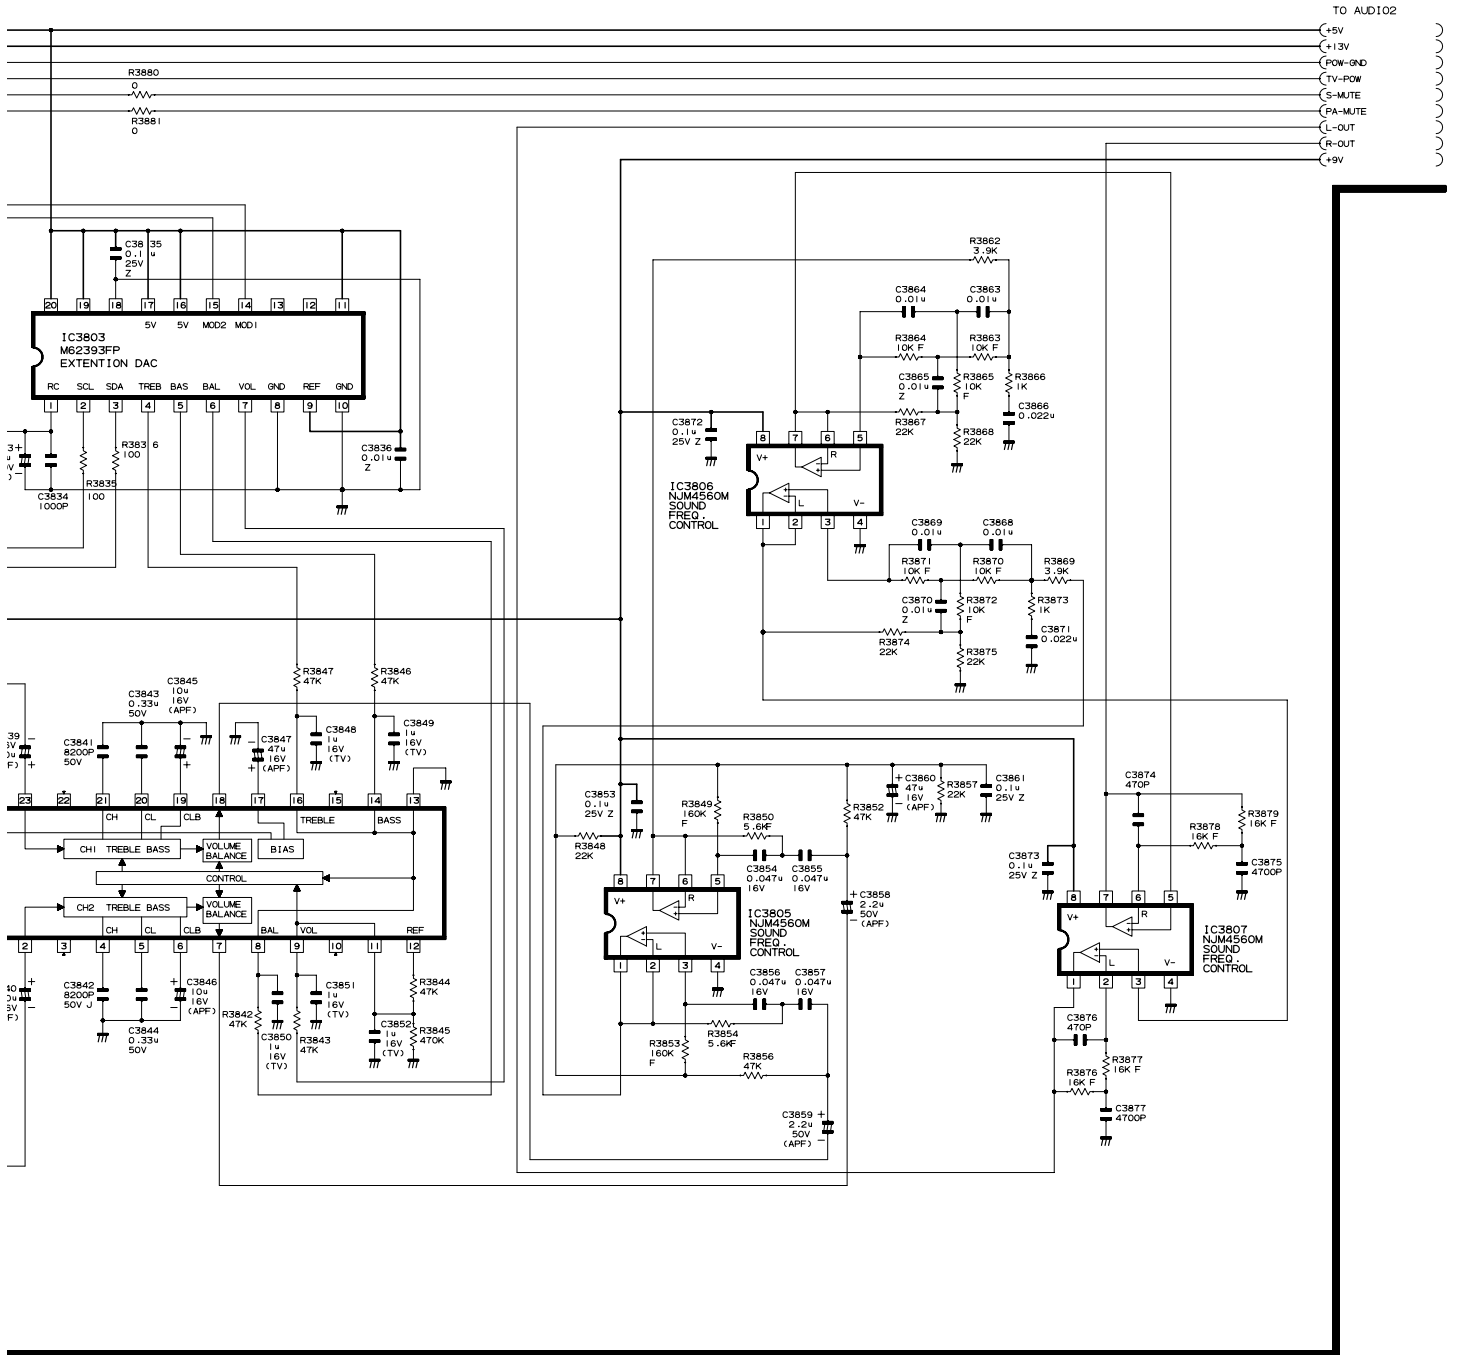 TO AUDIO2
+5V
+13V
POW-GND
TV-POW
S-MUTE
PA-MUTE
L-OUT
R-OUT
+9V
R3880
0
R3881
0
C38 35
0.1 u
25V
Z
20 19 18 17 16 15 14 13 12 11
5V 5V MOD2 MOD1
IC3803
M62393FP
EXTENTION DAC
RC SCL SDA TREB BAS BAL VOL GND REF GND
1 2 3 4 5 6 7 8 9 10
R383 6
100
R3835
100
C3834
1000P
C3836
0.01u
Z
R3862
3.9K
C3864
0.01u
C3863
0.01u
R3864
10K F
R3863
10K F
C3865
0.01u
Z
R3865
10K
F
R3866
1K
C3866
0.022u
R3867
22K
R3868
22K
C3872
0.1u
25V Z
8 7 6 5
V+ R
L V-
1 2 3 4
IC3806
NJM4560M
SOUND
FREQ.
CONTROL
C3869
0.01u
C3868
0.01u
R3871
10K F
R3870
10K F
R3869
3.9K
C3870
0.01u
Z
R3872
10K
F
R3873
1K
C3871
0.022u
R3874
22K
R3875
22K
R3847
47K
R3846
47K
C3843
0.33u
50V
C3845
10u
16V
(APF)
C3841
8200P
50V
C3847
47u
16V
(APF)
C3848
1u
16V
(TV)
C3849
1u
16V
(TV)
23 22 21 20 19 18 17 16 15 14 13
CH CL CLB TREBLE BASS
CH1 TREBLE BASS
VOLUME
BALANCE
BIAS
CONTROL
CH2 TREBLE BASS
VOLUME
BALANCE
CH CL CLB BAL VOL REF
2 3 4 5 6 7 8 9 10 11 12
C3842
8200P
50V J
C3844
0.33u
50V
C3846
10u
16V
(APF)
R3842
47K
C3850
1u
16V
(TV)
R3843
47K
C3851
1u
16V
(TV)
C3852
1u
16V
(TV)
R3844
47K
R3845
470K
C3853
0.1u
25V Z
R3848
22K
R3849
160K
F
R3850
5.6KF
C3854
0.047u
16V
C3855
0.047u
16V
R3852
47K
C3860
47u
16V
(APF)
R3857
22K
C3861
0.1u
25V Z
C3858
2.2u
50V
(APF)
8 7 6 5
V+ R
L V-
1 2 3 4
IC3805
NJM4560M
SOUND
FREQ.
CONTROL
C3856
0.047u
16V
C3857
0.047u
16V
R3853
160K
F
R3854
5.6KF
R3856
47K
C3859
2.2u
50V
(APF)
C3874
470P
R3879
16K F
R3878
16K F
C3875
4700P
C3873
0.1u
25V Z
8 7 6 5
V+ R
L V-
1 2 3 4
IC3807
NJM4560M
SOUND
FREQ.
CONTROL
C3876
470P
R3877
16K F
R3876
16K F
C3877
4700P